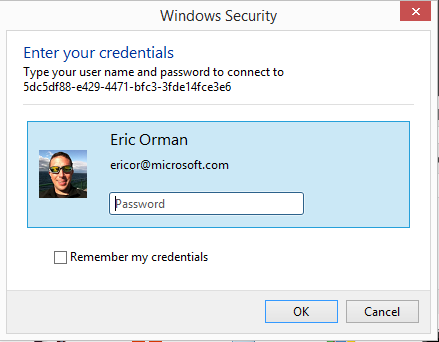 Windows Security
Enter your credentials
Type your user name and password to connect to
5dc5df88-e429-4471-bfc3-3fde14fce3e6
Eric Orman
ericor@microsoft.com
Password
Remember my credentials
OK
Cancel